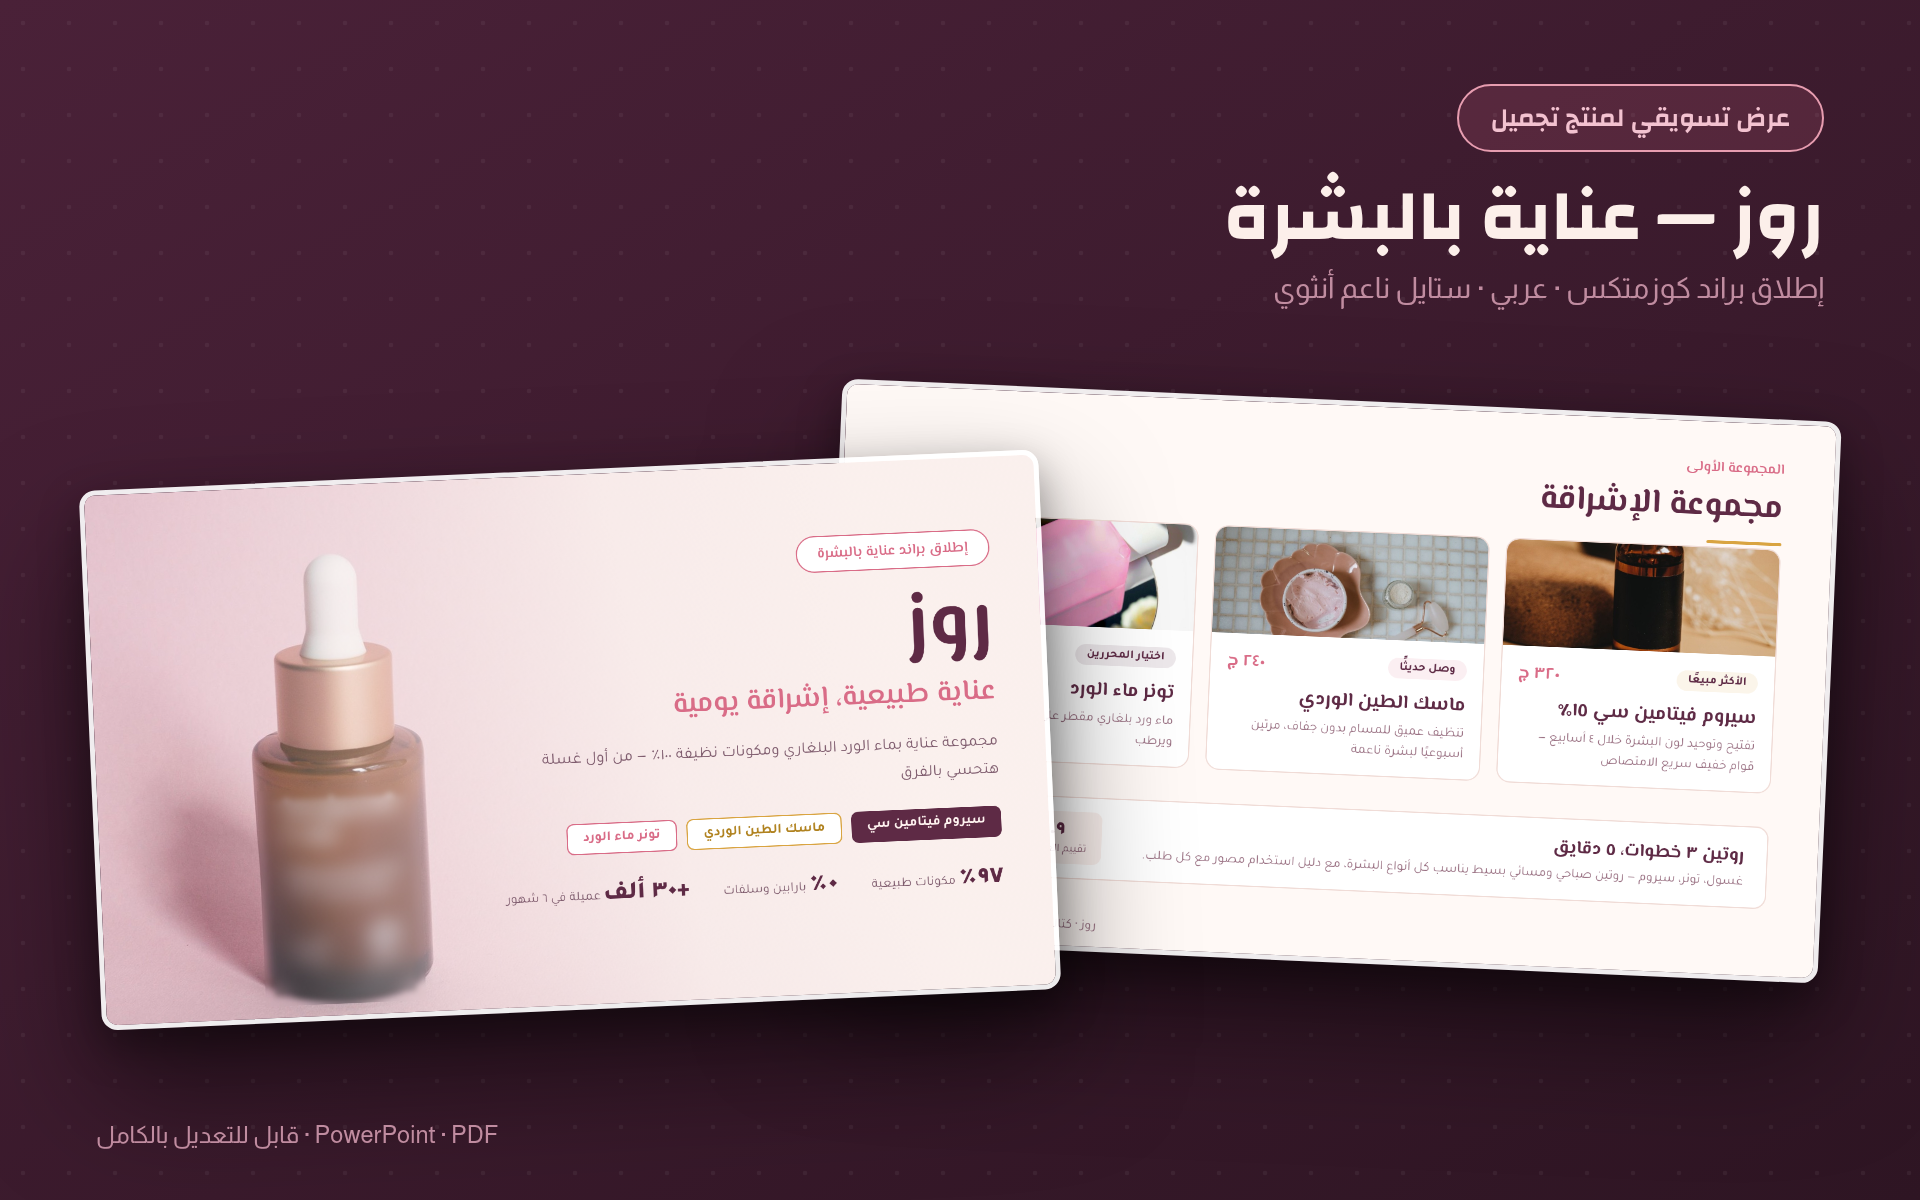 عرض تسويقي لمنتج تجميل
روز — عناية بالبشرة
إطلاق براند كوزمتكس · عربي · ستايل ناعم أنثوي
المجموعة الأولى
مجموعة الإشراقة
الأكثر مبيعًا
٣٢٠ ج
سيروم فيتامين سي ١٥٪
تفتيح وتوحيد لون البشرة خلال ٤ أسابيع –
قوام خفيف سريع الامتصاص
وصل حديثًا
٢٤٠ ج
ماسك الطين الوردي
تنظيف عميق للمسام بدون جفاف، مرتين
أسبوعيًا لبشرة ناعمة
اختيار المحررين
تونر ماء الورد
ماء ورد بلغاري مقطر
ويرطب
روتين ٣ خطوات، ٥ دقايق
غسول، تونر، سيروم – روتين صباحي ومسائي بسيط يناسب كل أنواع البشرة، مع دليل استخدام مصور مع كل طلب.
تقييم
روز ·
إطلاق براند عناية بالبشرة
روز
عناية طبيعية، إشراقة يومية
مجموعة عناية بماء الورد البلغاري ومكونات نظيفة ١٠٠٪ – من أول غسلة
هتحسي بالفرق
سيروم فيتامين سي
ماسك الطين الوردي
تونر ماء الورد
٩٧٪ مكونات طبيعية
٠٪ بارابين وسلفات
+٣٠ ألف عميلة في ٦ شهور
PowerPoint · PDF · قابل للتعديل بالكامل